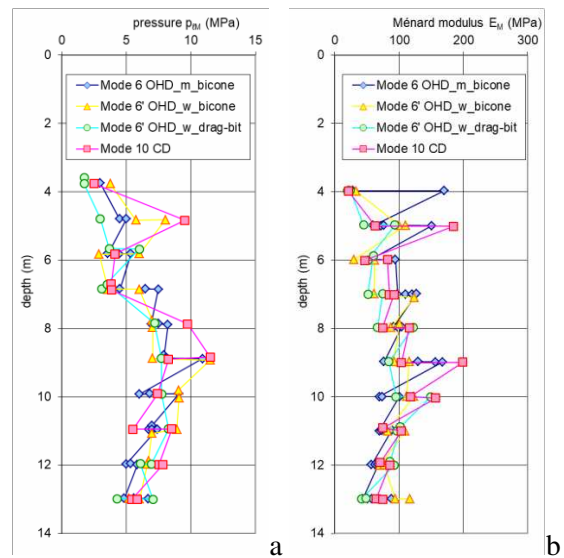 pressure pfM (MPa)
0 5 10 15
0
2
4
6
8
10
12
14
depth (m)
Mode 6 OHD_m_bicone
Mode 6' OHD_w_bicone
Mode 6' OHD_w_drag-bit
Mode 10 CD
a
Ménard modulus EM (MPa)
0 100 200 300
0
2
4
6
8
10
12
14
depth (m)
Mode 6 OHD_m_bicone
Mode 6' OHD_w_bicone
Mode 6' OHD_w_drag-bit
Mode 10 CD
b